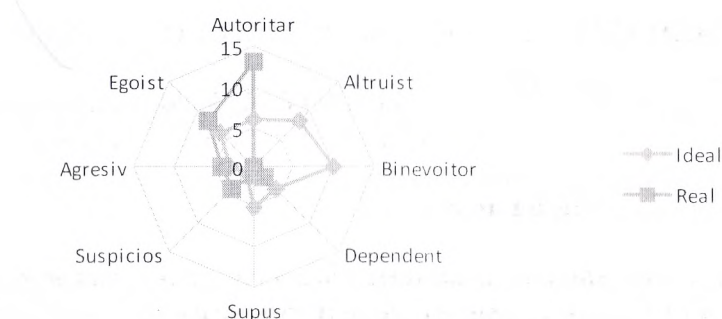 Autoritar
15
Egoist
10
Altruist
5
Agresiv
0
Binevoitor
Ideal
Real
Suspicios
Dependent
Supus